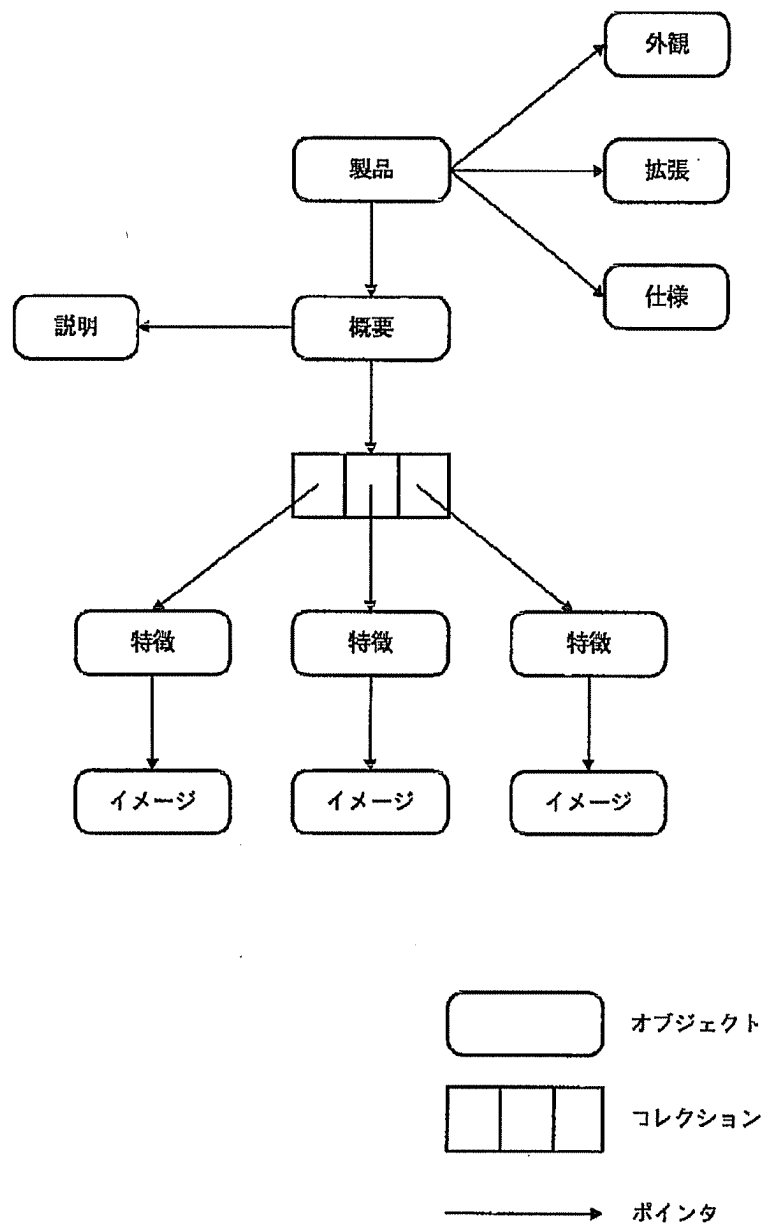 外観
製品
拡張
仕様
説明
概要
特徴
特徴
特徴
イメージ
イメージ
イメージ
オブジェクト
コレクション
ポインタ